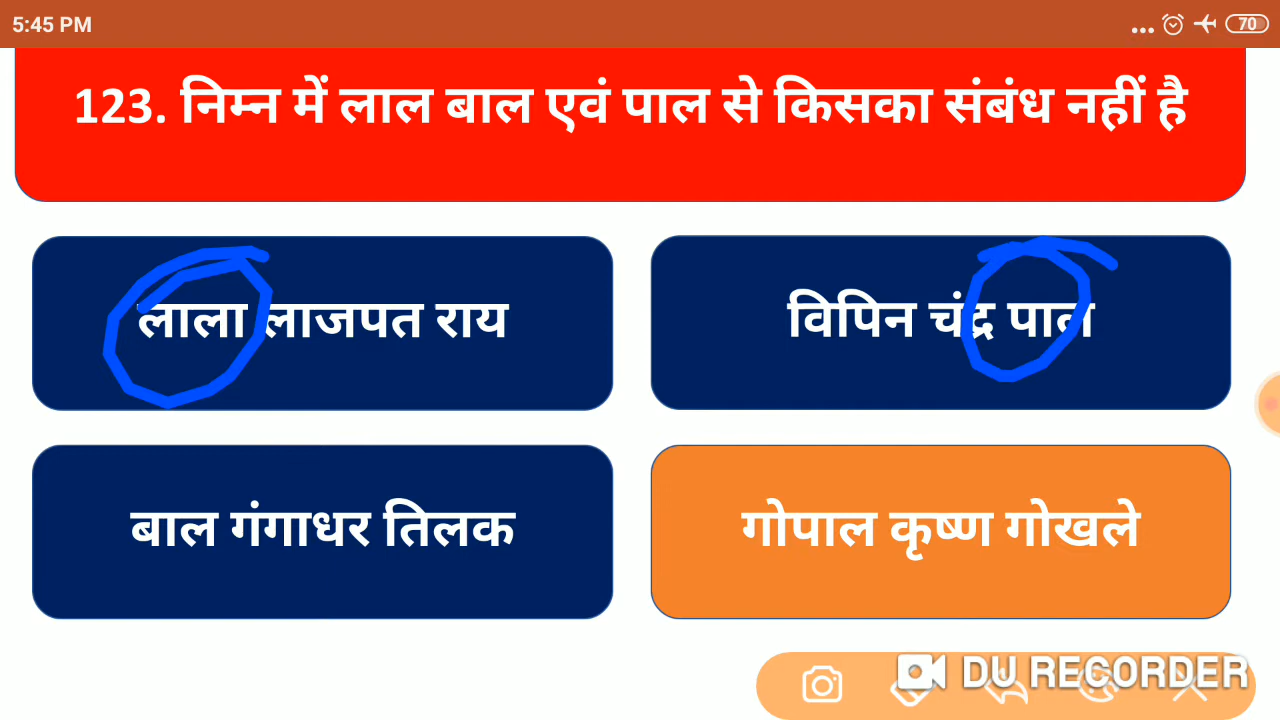 5:45 PM
70
123. निम्न में लाल बाल एवं पाल से किसका संबंध नहीं है
लाला लाजपत राय
विपिन चंद्र पाल
बाल गंगाधर तिलक
गोपाल कृष्ण गोखले
DU RECORDER